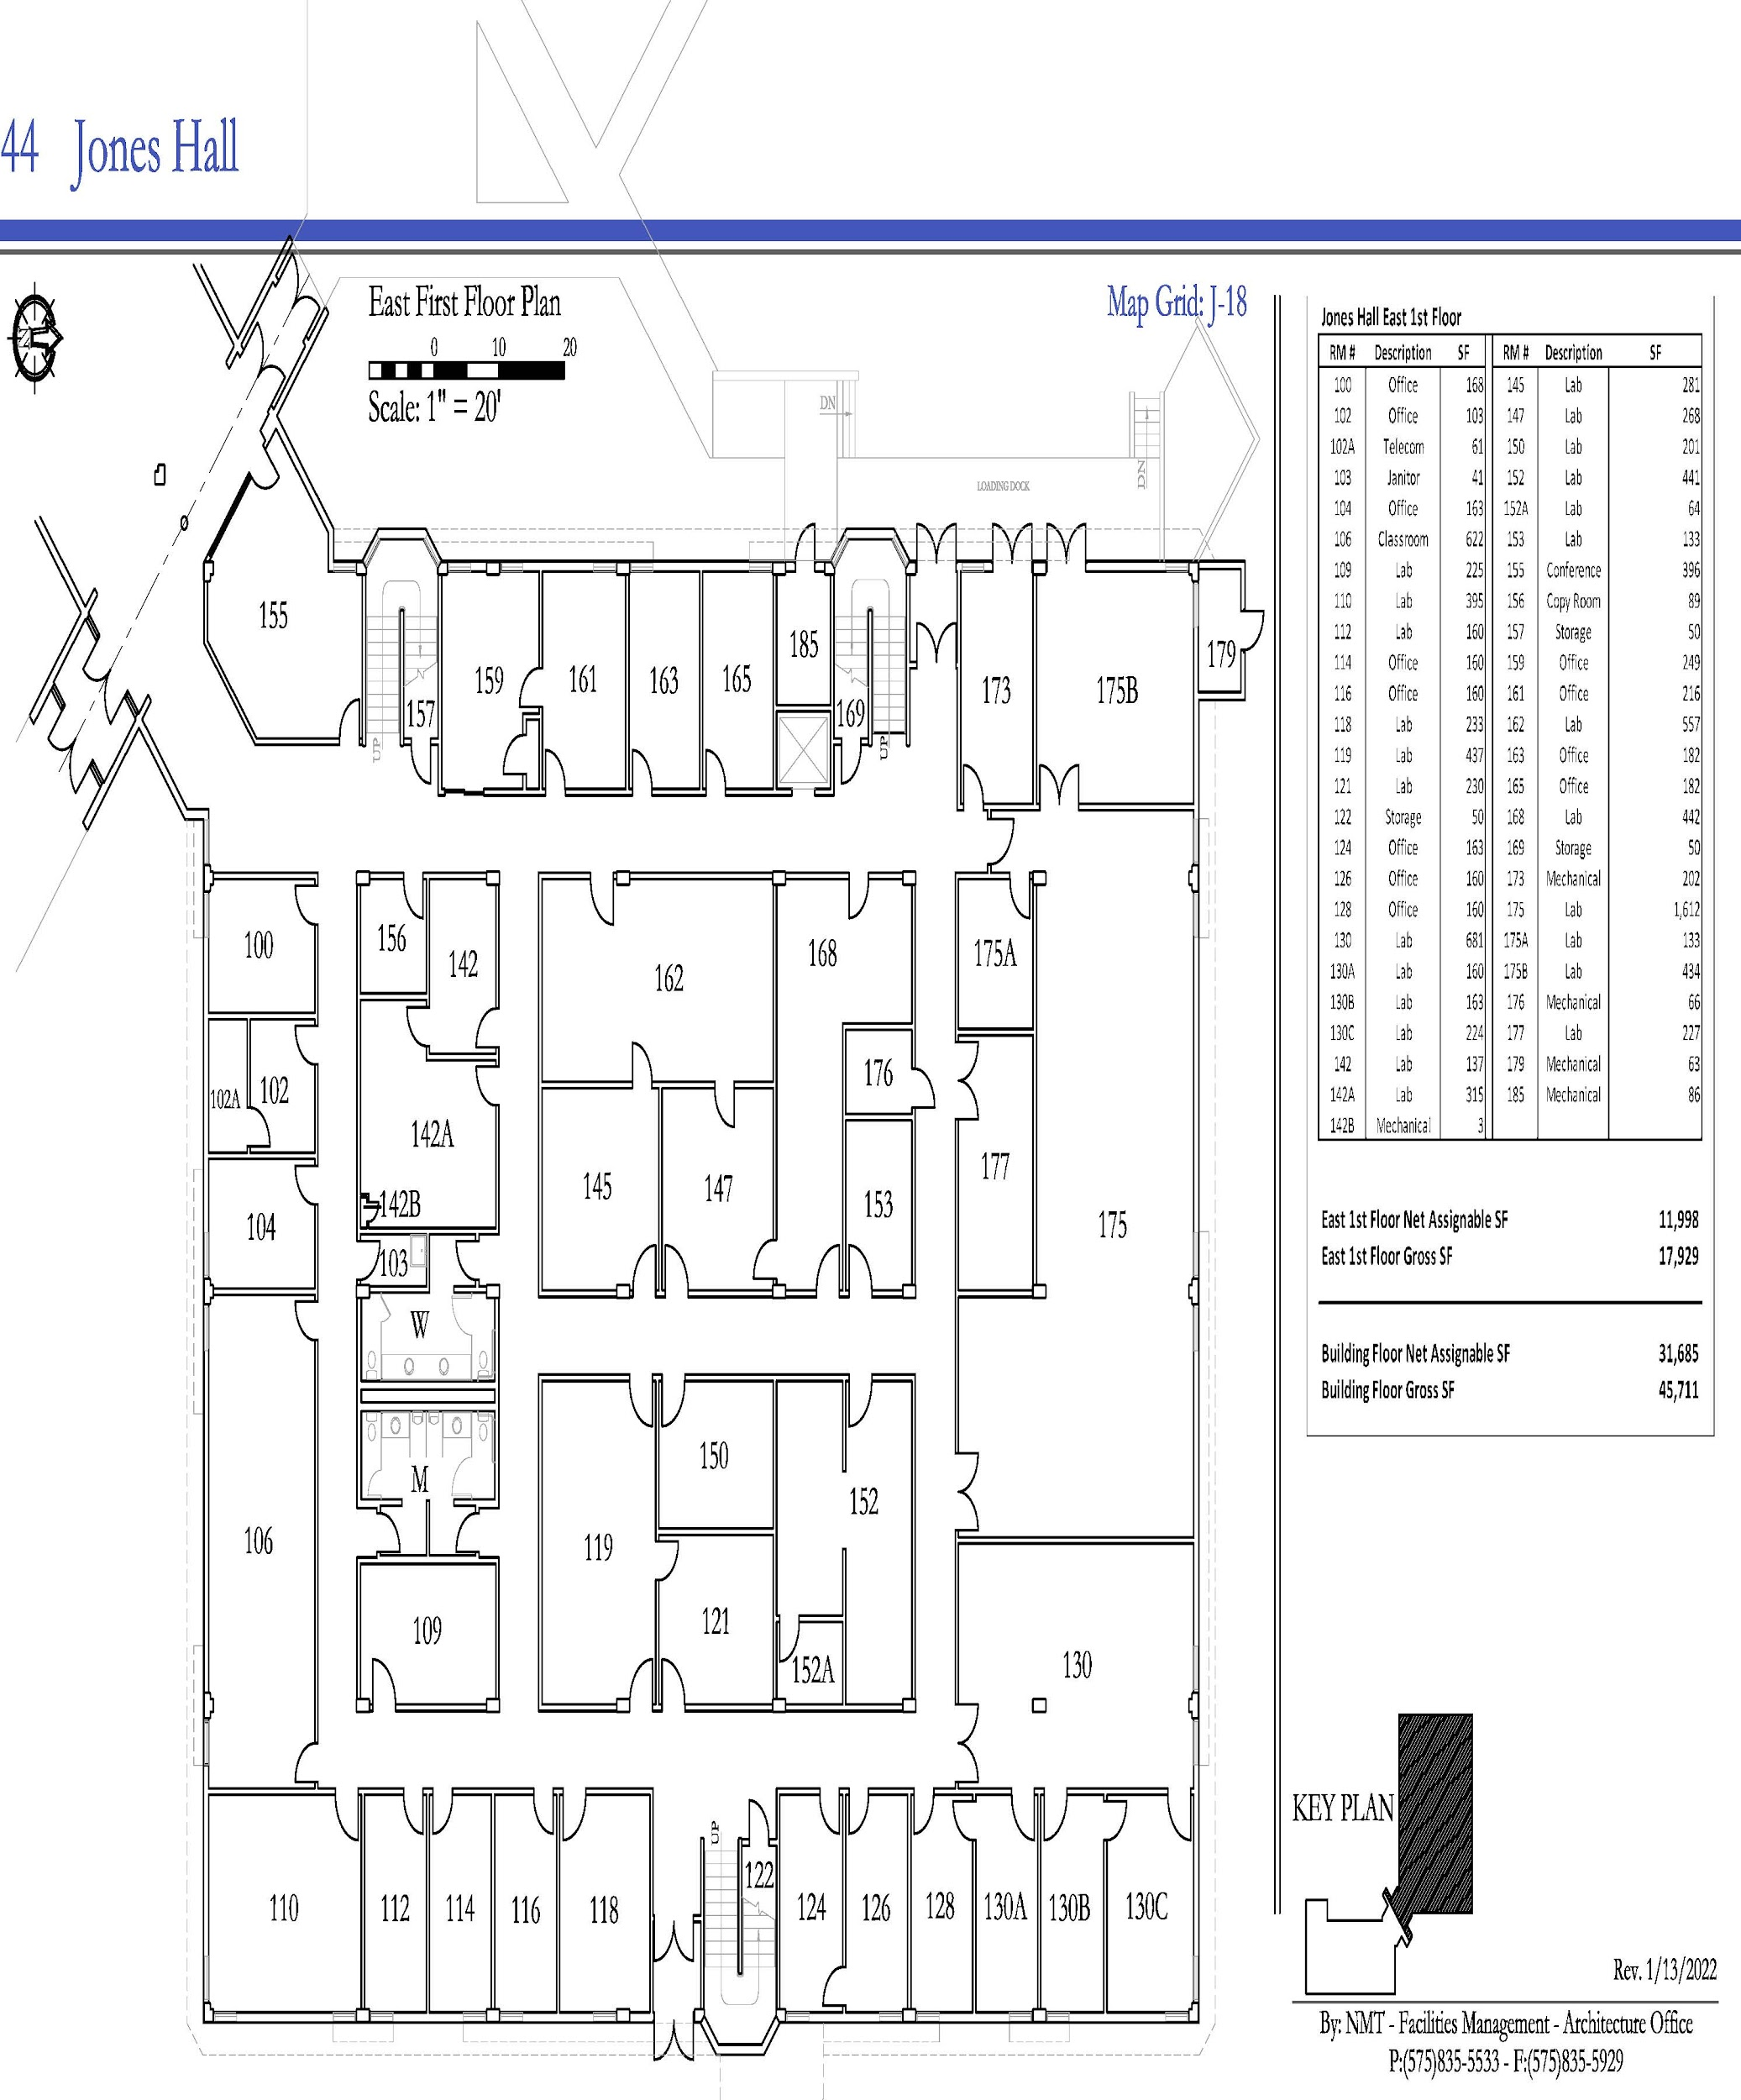 44 Jones Hall
East First Floor Plan
Map Grid: J-18
0 10 20
Scale: 1" = 20'
N
DN
DN
LOADING DOCK
155
157
159
161
163
165
185
169
173
175B
179
UP
UP
100
156
142
162
168
175A
102A
102
142A
176
142B
145
147
153
177
175
104
103
W
M
150
152
106
119
109
121
152A
130
UP
122
110
112
114
116
118
124
126
128
130A
130B
130C
Jones Hall East 1st Floor
RM # Description SF RM # Description SF
100 Office 168 145 Lab 281
102 Office 103 147 Lab 268
102A Telecom 61 150 Lab 201
103 Janitor 41 152 Lab 441
104 Office 163 152A Lab 64
106 Classroom 622 153 Lab 133
109 Lab 225 155 Conference 396
110 Lab 395 156 Copy Room 89
112 Lab 160 157 Storage 50
114 Office 160 159 Office 249
116 Office 160 161 Office 216
118 Lab 233 162 Lab 557
119 Lab 437 163 Office 182
121 Lab 230 165 Office 182
122 Storage 50 168 Lab 442
124 Office 163 169 Storage 50
126 Office 160 173 Mechanical 202
128 Office 160 175 Lab 1,612
130 Lab 681 175A Lab 133
130A Lab 160 175B Lab 434
130B Lab 163 176 Mechanical 66
130C Lab 224 177 Lab 227
142 Lab 137 179 Mechanical 63
142A Lab 315 185 Mechanical 86
142B Mechanical 3
East 1st Floor Net Assignable SF 11,998
East 1st Floor Gross SF 17,929
Building Floor Net Assignable SF 31,685
Building Floor Gross SF 45,711
KEY PLAN
Rev. 1/13/2022
By: NMT - Facilities Management - Architecture Office
P:(575)835-5533 - F:(575)835-5929